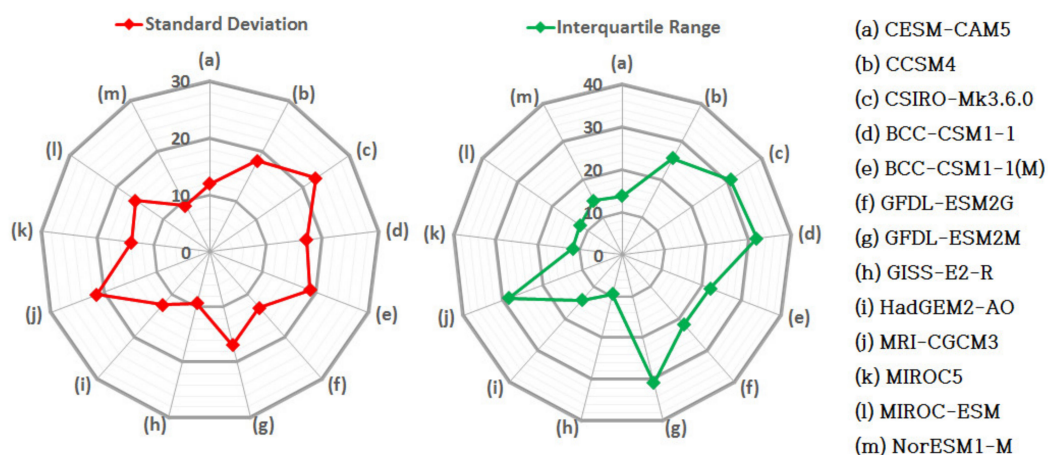 Standard Deviation
(a)
30
(m)
(b)
20
(l)
(c)
10
(k)
0
(d)
(j)
(e)
(i)
(f)
(h)
(g)
Interquartile Range
(a)
40
(m)
(b)
30
(l)
20
(c)
10
(k)
0
(d)
(j)
(e)
(i)
(f)
(h)
(g)
(a) CESM-CAM5
(b) CCSM4
(c) CSIRO-Mk3.6.0
(d) BCC-CSM1-1
(e) BCC-CSM1-1(M)
(f) GFDL-ESM2G
(g) GFDL-ESM2M
(h) GISS-E2-R
(i) HadGEM2-AO
(j) MRI-CGCM3
(k) MIROC5
(l) MIROC-ESM
(m) NorESM1-M